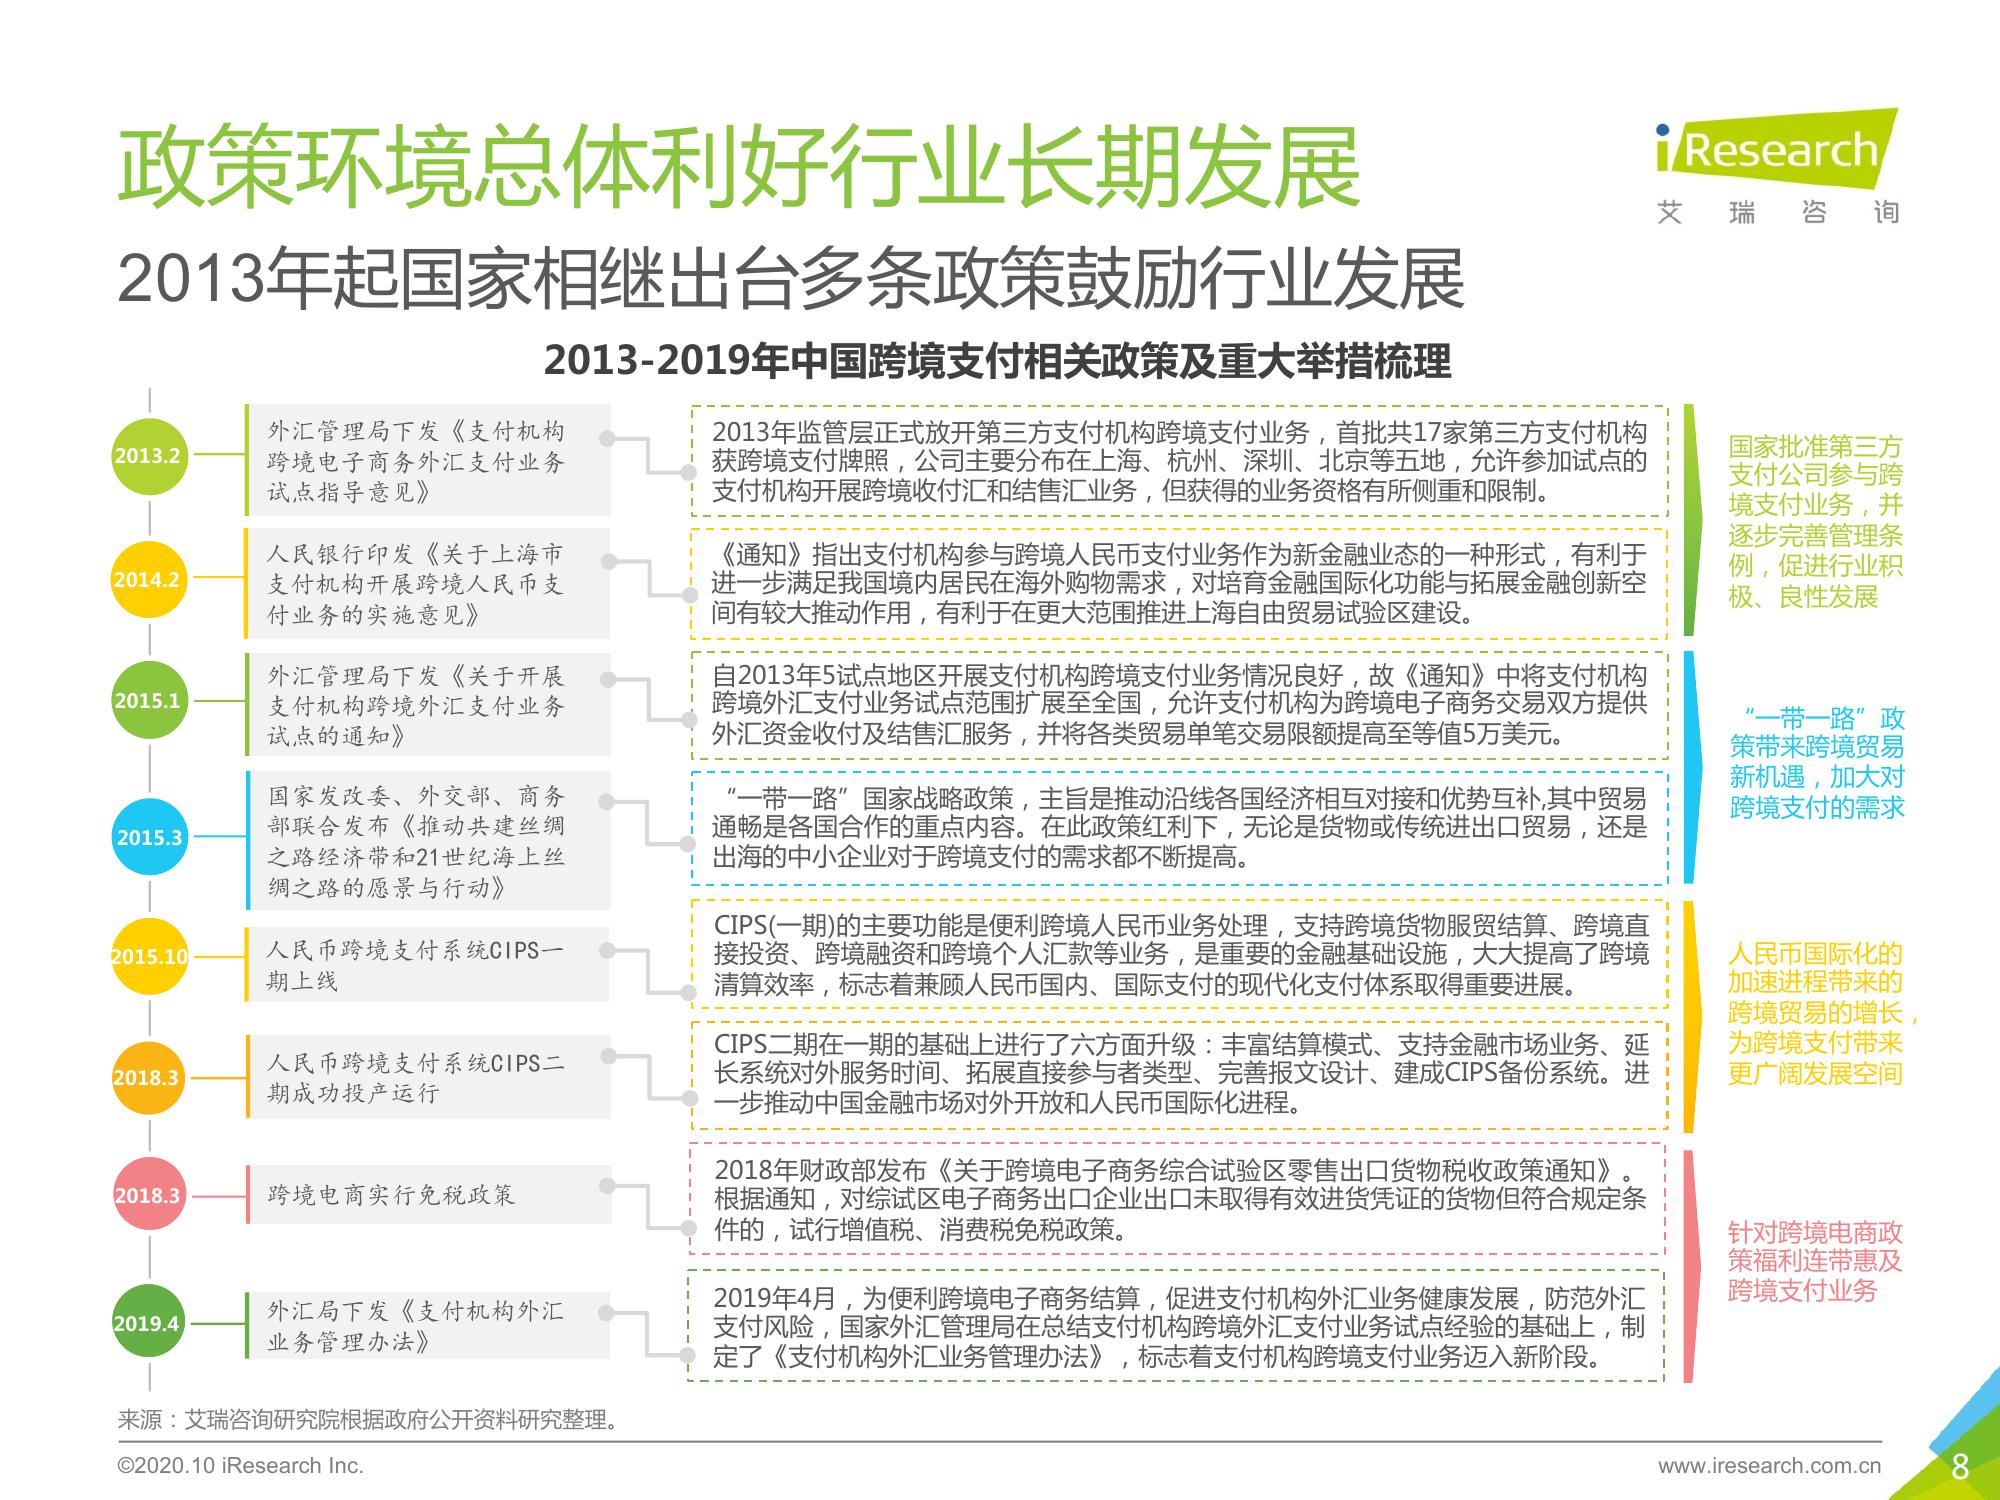 政策环境总体利好行业长期发展
iResearch
艾瑞咨询
2013年起国家相继出台多条政策鼓励行业发展
2013-2019年中国跨境支付相关政策及重大举措梳理
2013.2
外汇管理局下发《支付机构
跨境电子商务外汇支付业务
试点指导意见》
2013年监管层正式放开第三方支付机构跨境支付业务，首批共17家第三方支付机构
获跨境支付牌照，公司主要分布在上海、杭州、深圳、北京等五地，允许参加试点的
支付机构开展跨境收付汇和结售汇业务，但获得的业务资格有所侧重和限制。
国家批准第三方
支付公司参与跨
境支付业务，并
逐步完善管理条
例，促进行业积
极、良性发展
2014.2
人民银行印发《关于上海市
支付机构开展跨境人民币支
付业务的实施意见》
《通知》指出支付机构参与跨境人民币支付业务作为新金融业态的一种形式，有利于
进一步满足我国境内居民在海外购物需求，对培育金融国际化功能与拓展金融创新空
间有较大推动作用，有利于在更大范围推进上海自由贸易试验区建设。
2015.1
外汇管理局下发《关于开展
支付机构跨境外汇支付业务
试点的通知》
自2013年5试点地区开展支付机构跨境支付业务情况良好，故《通知》中将支付机构
跨境外汇支付业务试点范围扩展至全国，允许支付机构为跨境电子商务交易双方提供
外汇资金收付及结售汇服务，并将各类贸易单笔交易限额提高至等值5万美元。
“一带一路”政
策带来跨境贸易
新机遇，加大对
跨境支付的需求
2015.3
国家发改委、外交部、商务
部联合发布《推动共建丝绸
之路经济带和21世纪海上丝
绸之路的愿景与行动》
“一带一路”国家战略政策，主旨是推动沿线各国经济相互对接和优势互补,其中贸易
通畅是各国合作的重点内容。在此政策红利下，无论是货物或传统进出口贸易，还是
出海的中小企业对于跨境支付的需求都不断提高。
2015.10
人民币跨境支付系统CIPS一
期上线
CIPS(一期)的主要功能是便利跨境人民币业务处理，支持跨境货物服贸结算、跨境直
接投资、跨境融资和跨境个人汇款等业务，是重要的金融基础设施，大大提高了跨境
清算效率，标志着兼顾人民币国内、国际支付的现代化支付体系取得重要进展。
人民币国际化的
加速进程带来的
跨境贸易的增长，
为跨境支付带来
更广阔发展空间
2018.3
人民币跨境支付系统CIPS二
期成功投产运行
CIPS二期在一期的基础上进行了六方面升级：丰富结算模式、支持金融市场业务、延
长系统对外服务时间、拓展直接参与者类型、完善报文设计、建成CIPS备份系统。进
一步推动中国金融市场对外开放和人民币国际化进程。
2018.3
跨境电商实行免税政策
2018年财政部发布《关于跨境电子商务综合试验区零售出口货物税收政策通知》。
根据通知，对综试区电子商务出口企业出口未取得有效进货凭证的货物但符合规定条
件的，试行增值税、消费税免税政策。
针对跨境电商政
策福利连带惠及
跨境支付业务
2019.4
外汇局下发《支付机构外汇
业务管理办法》
2019年4月，为便利跨境电子商务结算，促进支付机构外汇业务健康发展，防范外汇
支付风险，国家外汇管理局在总结支付机构跨境外汇支付业务试点经验的基础上，制
定了《支付机构外汇业务管理办法》，标志着支付机构跨境支付业务迈入新阶段。
来源：艾瑞咨询研究院根据政府公开资料研究整理。
©2020.10 iResearch Inc.
www.iresearch.com.cn
8